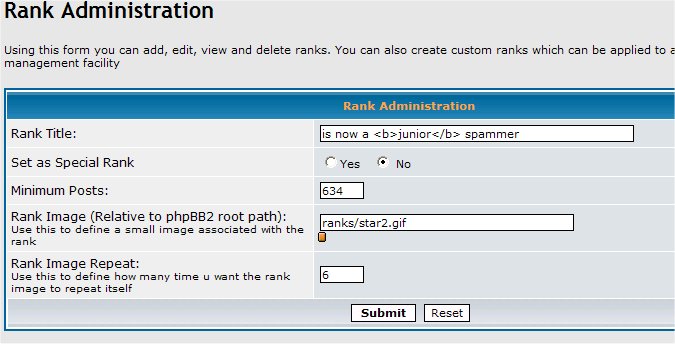 Rank Administration
Using this form you can add, edit, view and delete ranks. You can also create custom ranks which can be applied to a
management facility
Rank Administration
Rank Title:
is now a <b>junior</b> spammer
Set as Special Rank
Yes No
Minimum Posts:
634
Rank Image (Relative to phpBB2 root path):
Use this to define a small image associated with the
rank
ranks/star2.gif
Rank Image Repeat:
Use this to define how many time u want the rank
image to repeat itself
6
Submit Reset